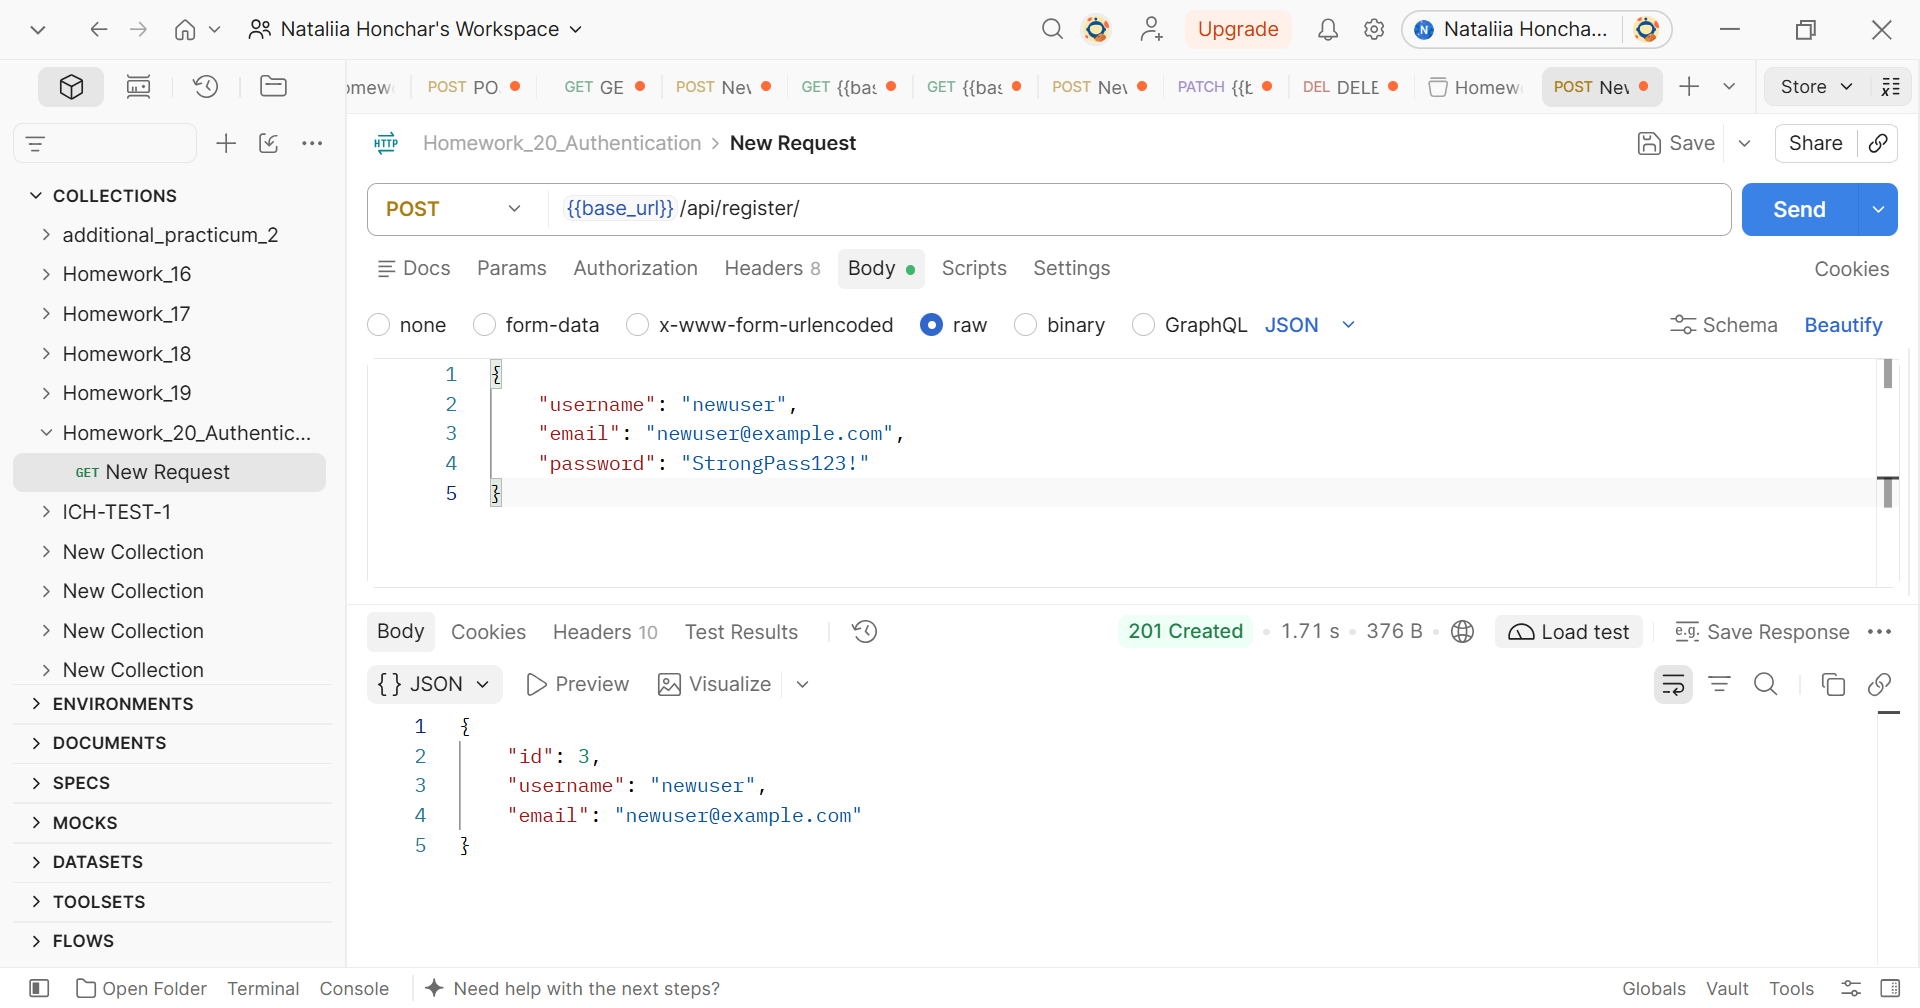 Nataliia Honchar's Workspace
Upgrade
N
Nataliia Honcha...
omew
POST PO
GET GE
POST Nev
GET {{bas
GET {{bas
POST Nev
PATCH {{b
DEL DELE
Homew
POST Nev
Store
HTTP Homework_20_Authentication > New Request
Save
Share
COLLECTIONS
additional_practicum_2
Homework_16
Homework_17
Homework_18
Homework_19
Homework_20_Authentic...
GET New Request
ICH-TEST-1
New Collection
New Collection
New Collection
New Collection
ENVIRONMENTS
DOCUMENTS
SPECS
MOCKS
DATASETS
TOOLSETS
FLOWS
POST
{{base_url}} /api/register/
Send
Docs Params Authorization Headers 8 Body Scripts Settings
Cookies
none form-data x-www-form-urlencoded raw binary GraphQL JSON
Schema Beautify
1 {
2 "username": "newuser",
3 "email": "newuser@example.com",
4 "password": "StrongPass123!"
5 }
Body Cookies Headers 10 Test Results
201 Created • 1.71 s • 376 B •
Load test
e.g. Save Response
{} JSON Preview Visualize
1 {
2 "id": 3,
3 "username": "newuser",
4 "email": "newuser@example.com"
5 }
Open Folder Terminal Console Need help with the next steps?
Globals Vault Tools